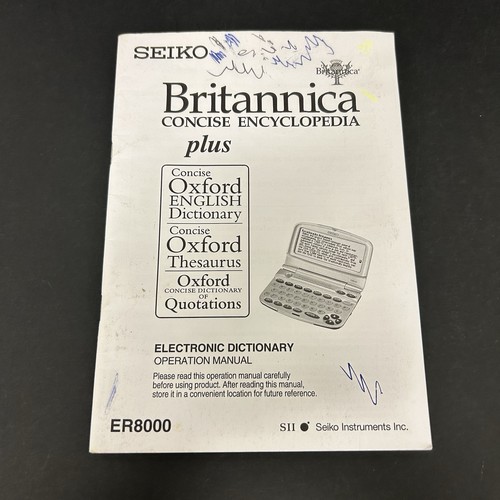 SEIKO
Britannica®
Britannica
CONCISE ENCYCLOPEDIA
plus
Concise
Oxford
ENGLISH
Dictionary
Concise
Oxford
Thesaurus
Oxford
CONCISE DICTIONARY
OF
Quotations
ELECTRONIC DICTIONARY
OPERATION MANUAL
Please read this operation manual carefully
before using product. After reading this manual,
store it in a convenient location for future reference.
ER8000
SII Seiko Instruments Inc.